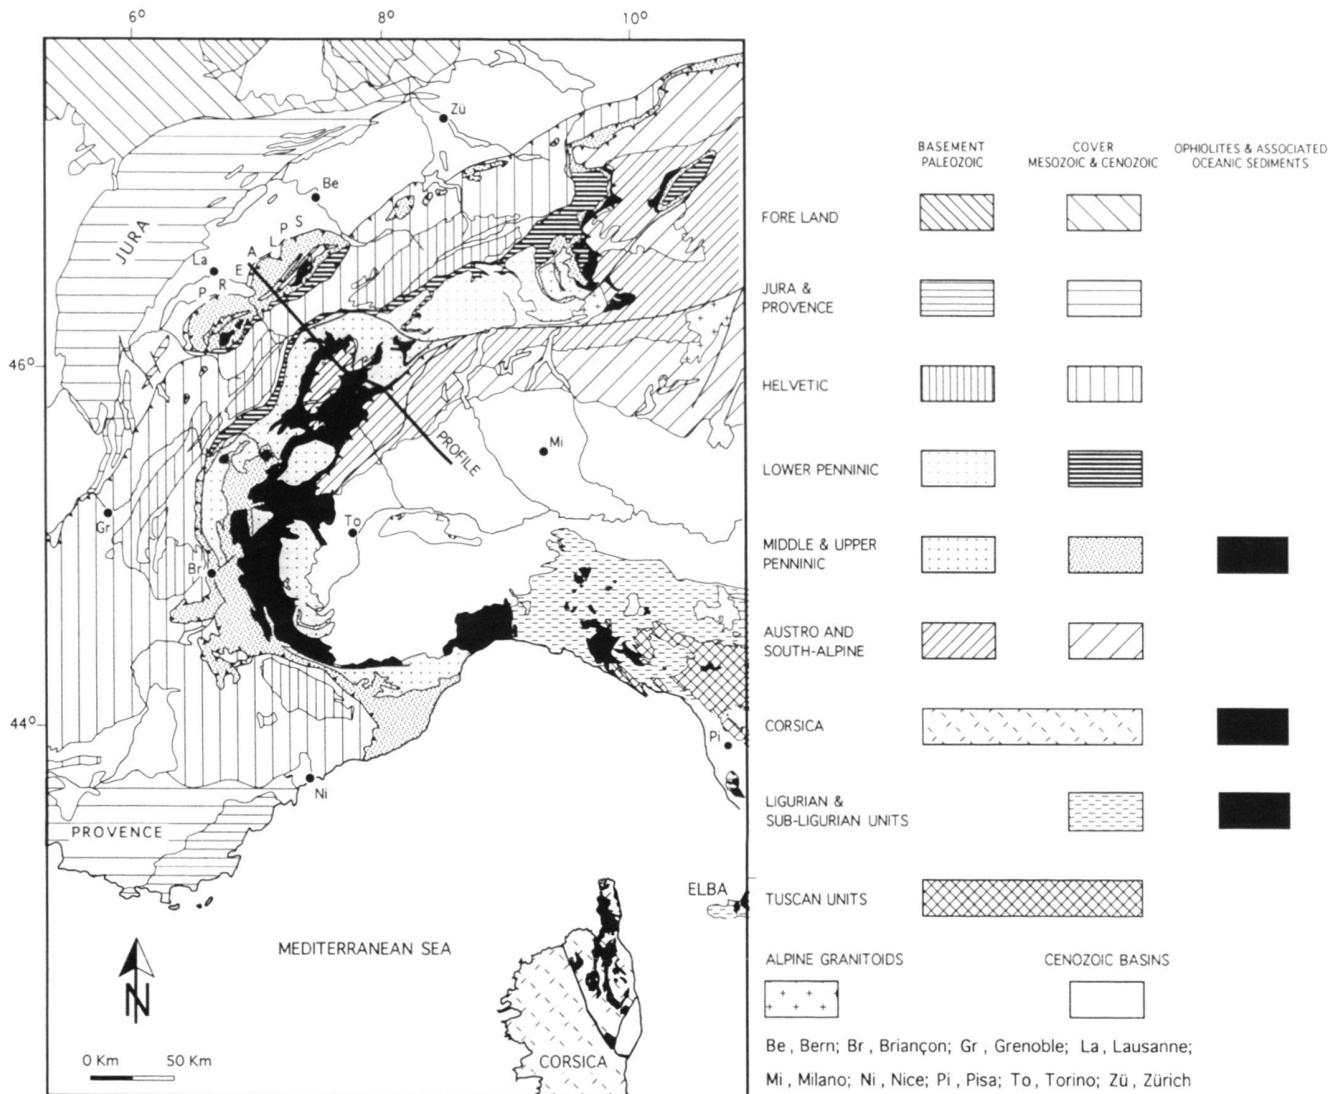 6° 8° 10°
46°
44°
Zü
Be
JURA
La
P R E A L P S
PROFILE
Mi
Gr
To
Br
Pi
Ni
PROVENCE
ELBA
MEDITERRANEAN SEA
N
CORSICA
0 Km 50 Km
BASEMENT
PALEOZOIC
COVER
MESOZOIC & CENOZOIC
OPHIOLITES & ASSOCIATED
OCEANIC SEDIMENTS
FORE LAND
JURA &
PROVENCE
HELVETIC
LOWER PENNINIC
MIDDLE & UPPER
PENNINIC
AUSTRO AND
SOUTH-ALPINE
CORSICA
LIGURIAN &
SUB-LIGURIAN UNITS
TUSCAN UNITS
ALPINE GRANITOIDS
CENOZOIC BASINS
Be, Bern; Br, Briançon; Gr, Grenoble; La, Lausanne;
Mi, Milano; Ni, Nice; Pi, Pisa; To, Torino; Zü, Zürich